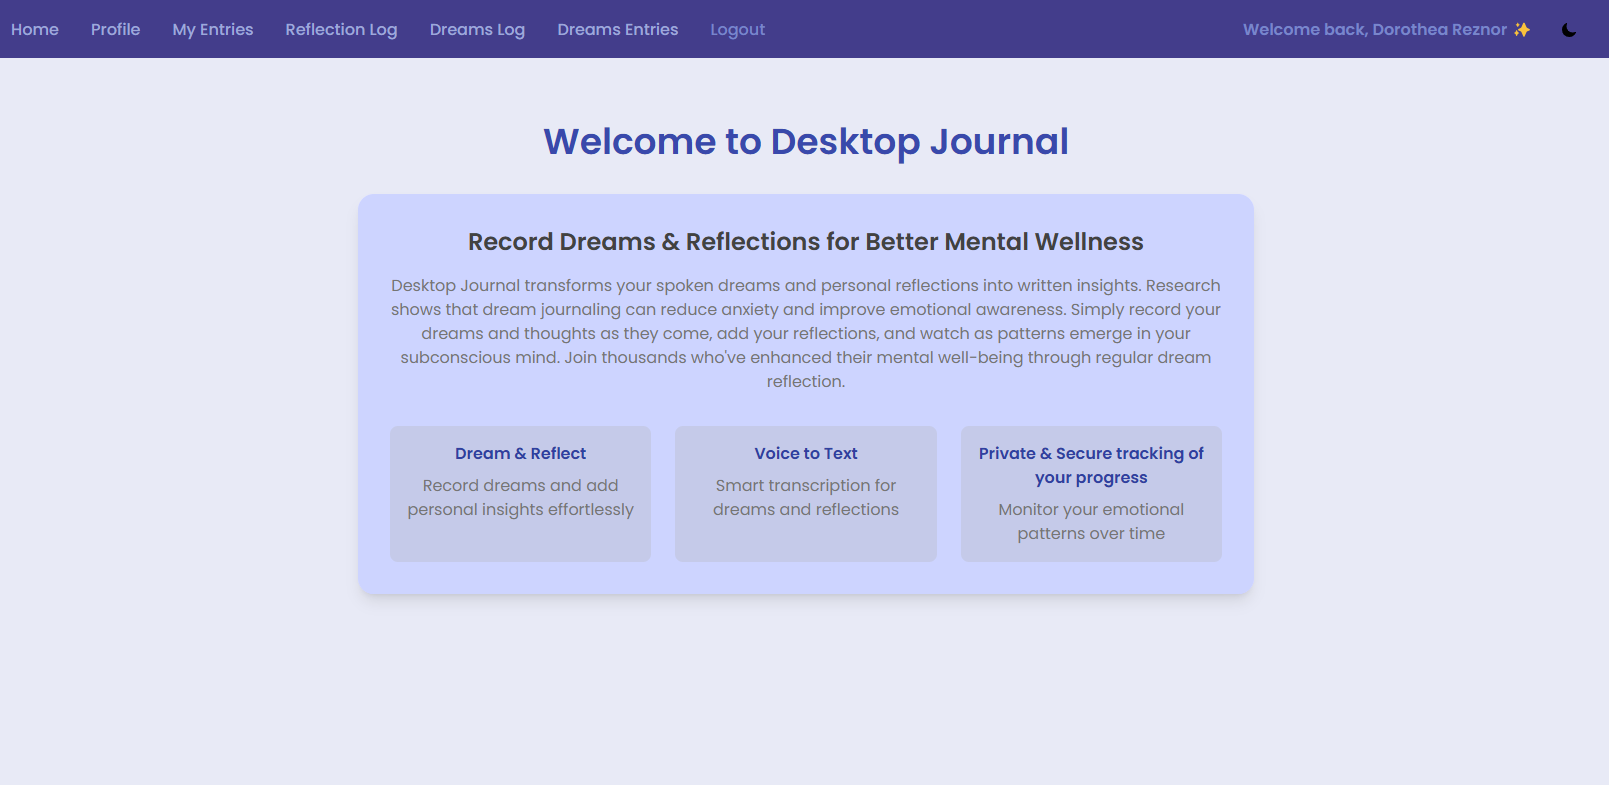 Home Profile My Entries Reflection Log Dreams Log Dreams Entries Logout Welcome back, Dorothea Reznor ✨
Welcome to Desktop Journal
Record Dreams & Reflections for Better Mental Wellness
Desktop Journal transforms your spoken dreams and personal reflections into written insights. Research
shows that dream journaling can reduce anxiety and improve emotional awareness. Simply record your
dreams and thoughts as they come, add your reflections, and watch as patterns emerge in your
subconscious mind. Join thousands who've enhanced their mental well-being through regular dream
reflection.
Dream & Reflect
Record dreams and add
personal insights effortlessly
Voice to Text
Smart transcription for
dreams and reflections
Private & Secure tracking of
your progress
Monitor your emotional
patterns over time